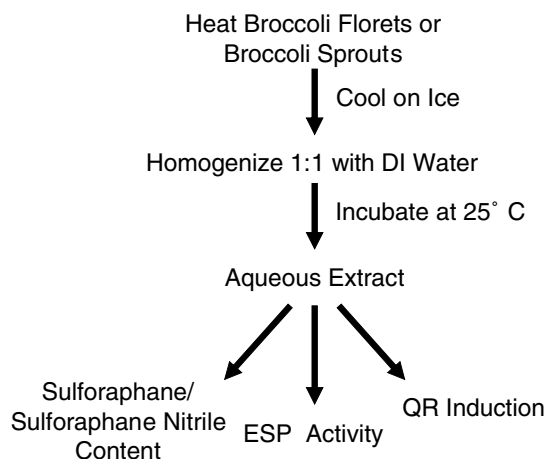 Heat Broccoli Florets or
Broccoli Sprouts
Cool on Ice
Homogenize 1:1 with DI Water
Incubate at 25° C
Aqueous Extract
Sulforaphane/
Sulforaphane Nitrile
Content
ESP Activity
QR Induction